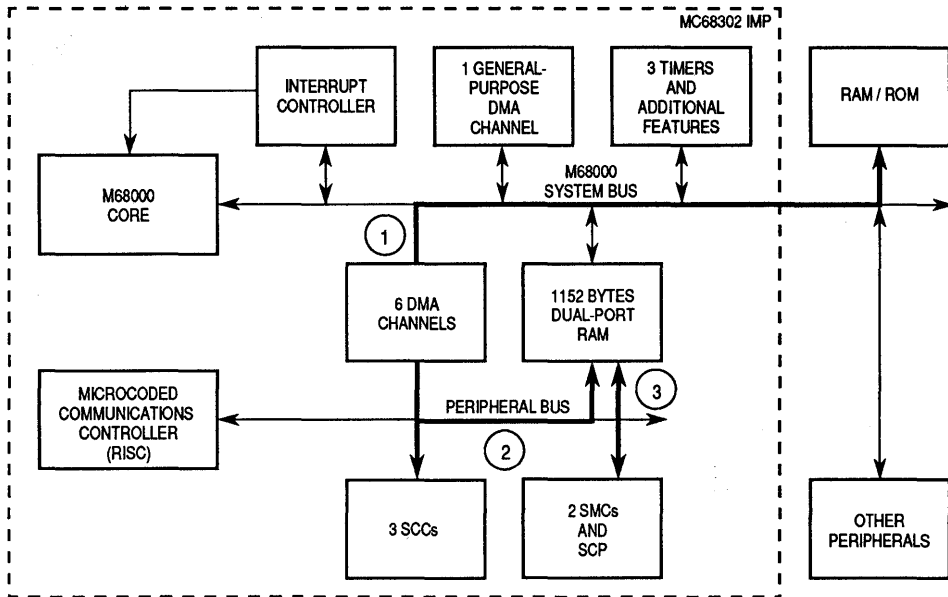 MC68302 IMP
INTERRUPT
CONTROLLER
1 GENERAL-
PURPOSE
DMA
CHANNEL
3 TIMERS
AND
ADDITIONAL
FEATURES
RAM / ROM
M68000
CORE
M68000
SYSTEM BUS
1
6 DMA
CHANNELS
1152 BYTES
DUAL-PORT
RAM
MICROCODED
COMMUNICATIONS
CONTROLLER
(RISC)
PERIPHERAL BUS
3
2
3 SCCs
2 SMCs
AND
SCP
OTHER
PERIPHERALS